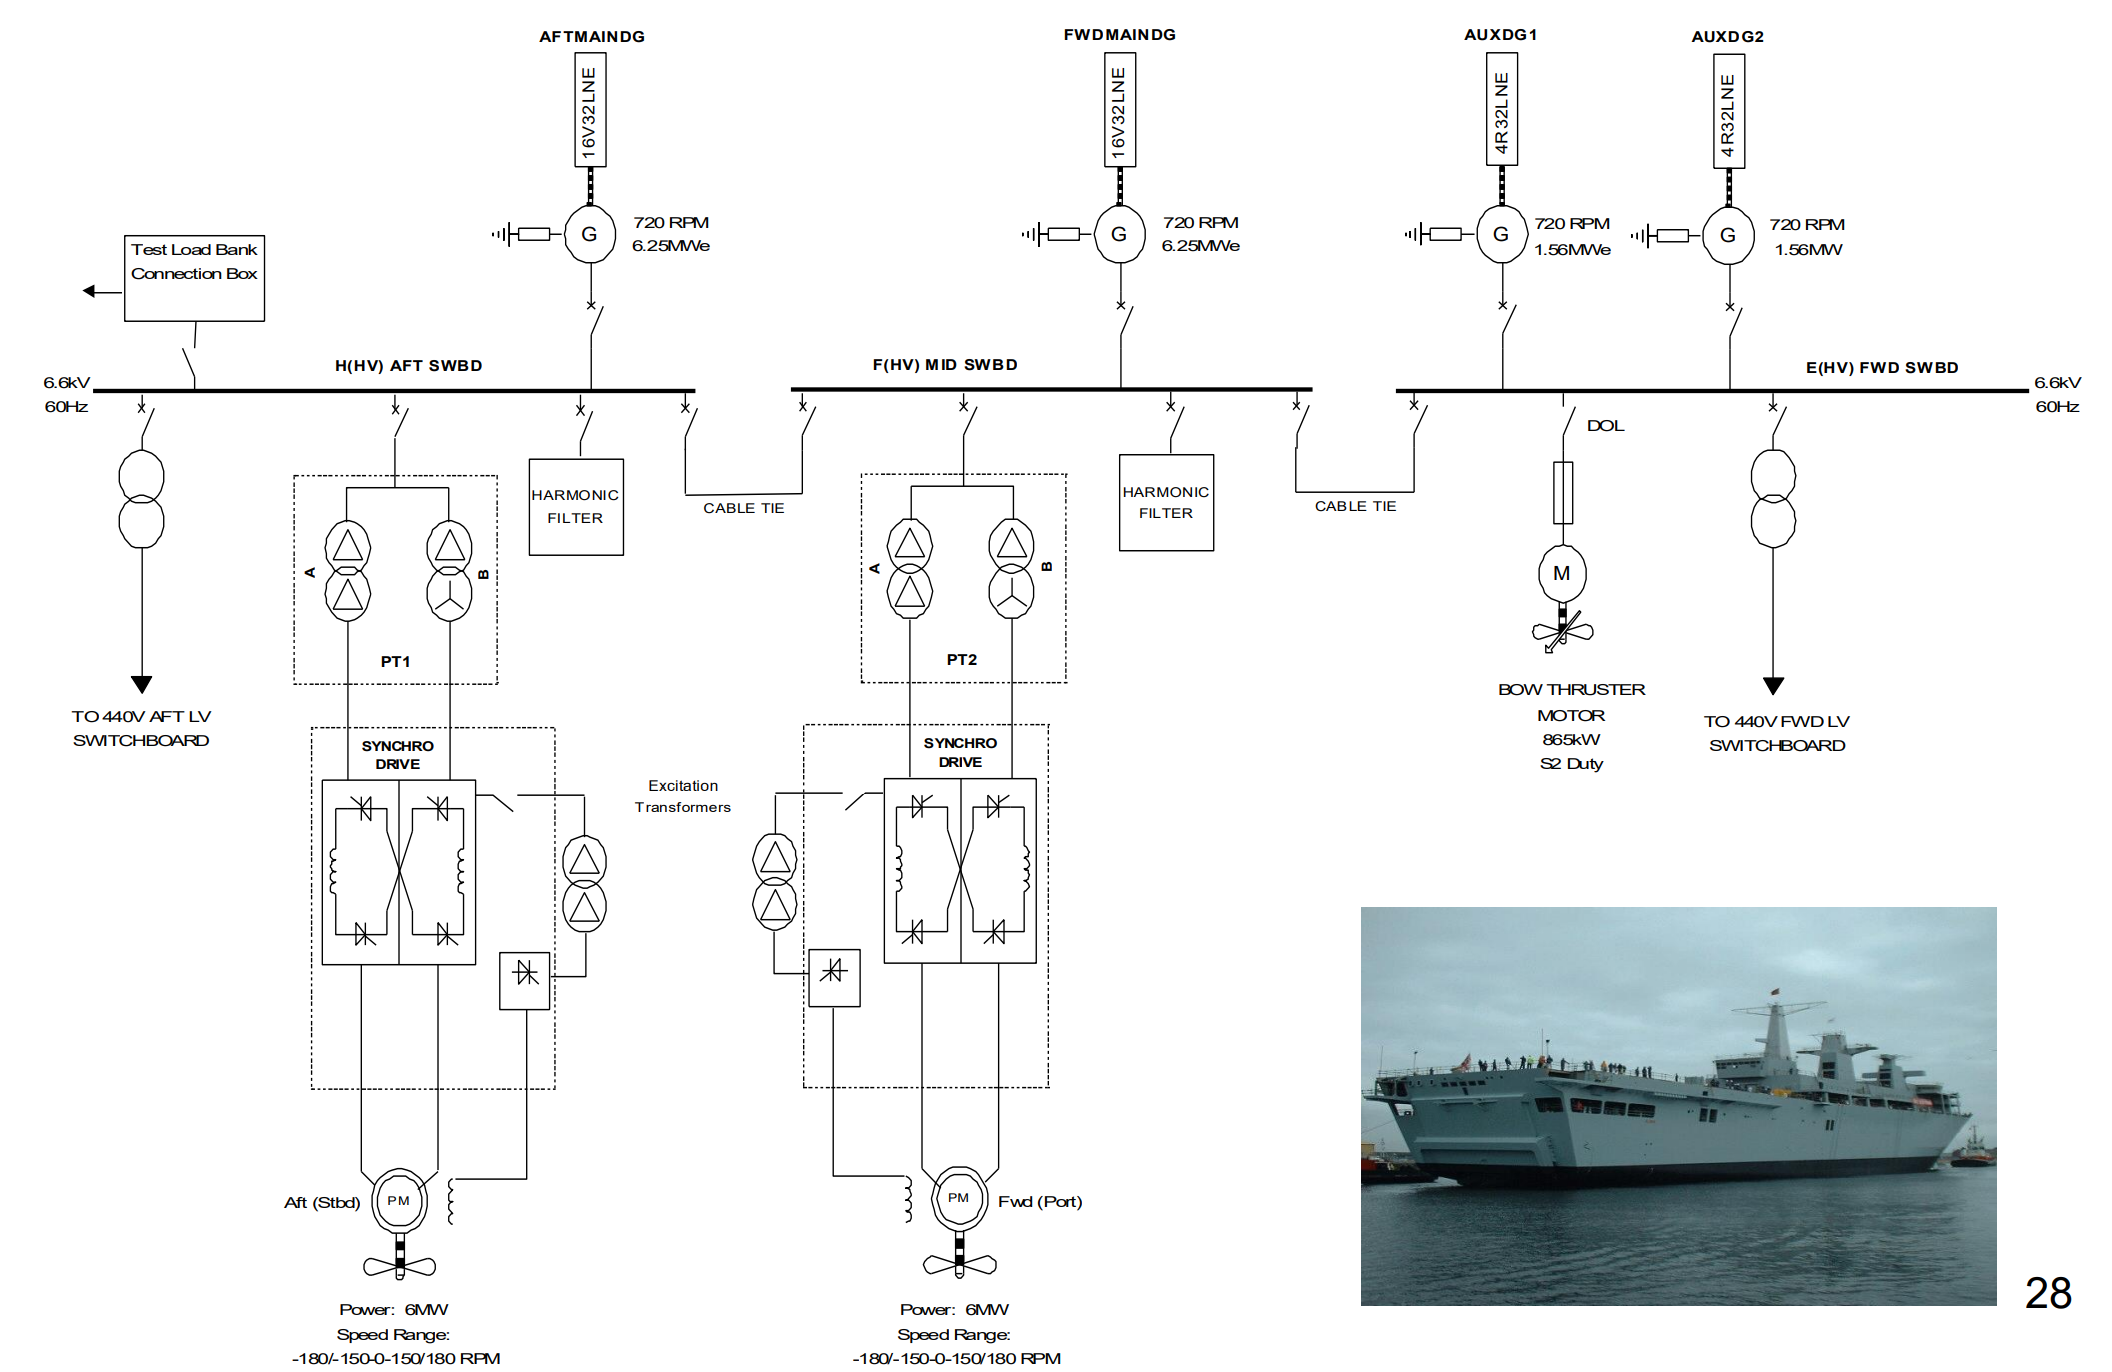 AFTMAINDG
FWDMAINDG
AUXDG1
AUXDG2
16V32LNE
16V32LNE
4R32LNE
4R32LNE
G
720 RPM
6.25MWe
G
720 RPM
6.25MWe
G
720 RPM
1.56MWe
G
720 RPM
1.56MW
Test Load Bank
Connection Box
H(HV) AFT SWBD
F(HV) MID SWBD
E(HV) FWD SWBD
6.6kV
60Hz
6.6kV
60Hz
DOL
HARMONIC
FILTER
CABLE TIE
HARMONIC
FILTER
CABLE TIE
A
B
PT1
A
B
PT2
M
BOW THRUSTER
MOTOR
865kW
S2 Duty
TO 440V AFT LV
SWITCHBOARD
TO 440V FWD LV
SWITCHBOARD
SYNCHRO
DRIVE
Excitation
Transformers
SYNCHRO
DRIVE
Aft (Stbd)
PM
PM
Fwd (Port)
Power: 6MW
Speed Range:
-180/-150-0-150/180 RPM
Power: 6MW
Speed Range:
-180/-150-0-150/180 RPM
28